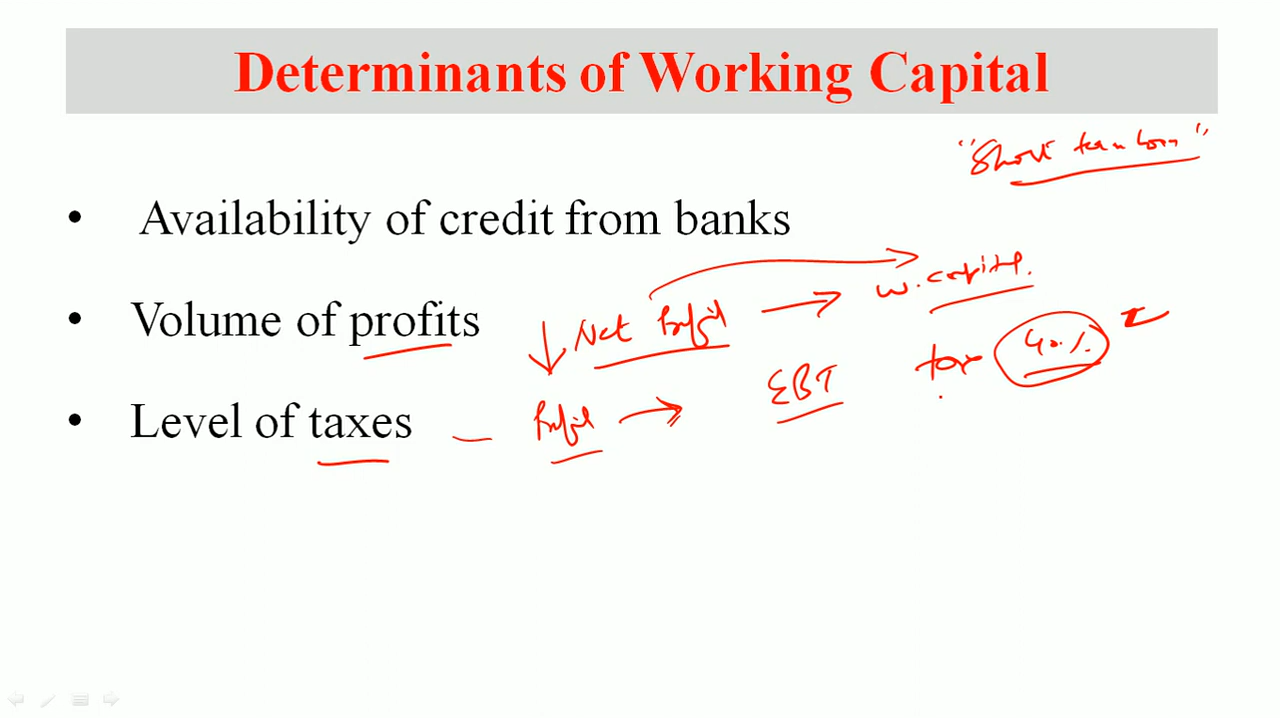 Determinants of Working Capital
"Short term loan"
• Availability of credit from banks
• Volume of profits
Net Profit → w. capital.
• Level of taxes — Profit → EBT
tax 40%.